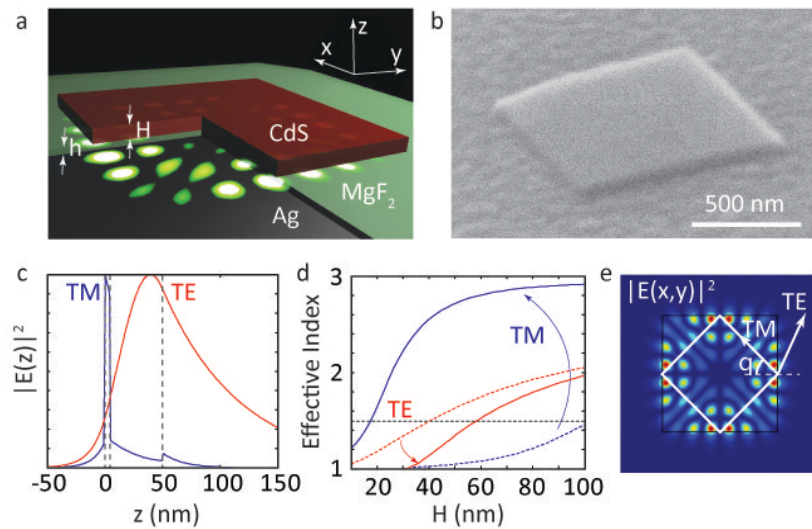 a
z
x
y
H
h
CdS
MgF₂
Ag
b
500 nm
c
TM
TE
|E(z)|²
-50
0
50
100
150
z (nm)
d
3
2
1
Effective Index
TM
TE
20
40
60
80
100
H (nm)
e
|E(x,y)|²
TE
TM
q